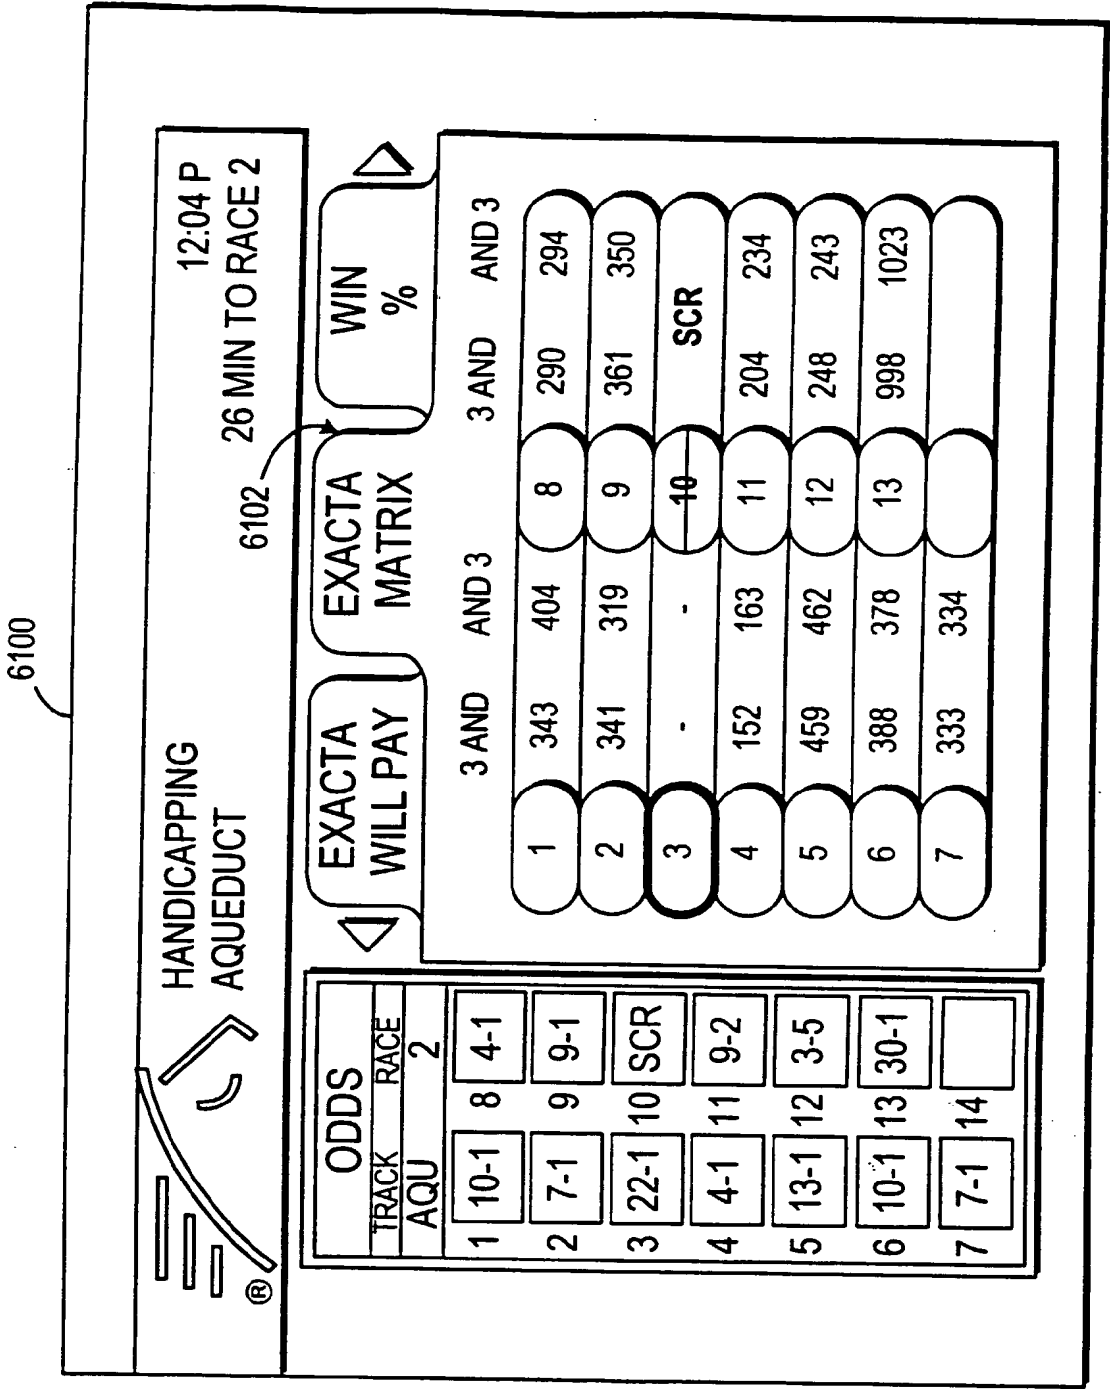 6100
HANDICAPPING 12:04 P
AQUEDUCT 26 MIN TO RACE 2
6102
ODDS
TRACK RACE
AQU 2
1 10-1 8 4-1
2 7-1 9 9-1
3 22-1 10 SCR
4 4-1 11 9-2
5 13-1 12 3-5
6 10-1 13 30-1
7 7-1 14
EXACTA WILL PAY
EXACTA MATRIX
WIN %
3 AND AND 3 3 AND AND 3
1 343 404 8 290 294
2 341 319 9 361 350
3 - - 10 SCR
4 152 163 11 204 234
5 459 462 12 248 243
6 388 378 13 998 1023
7 333 334
®